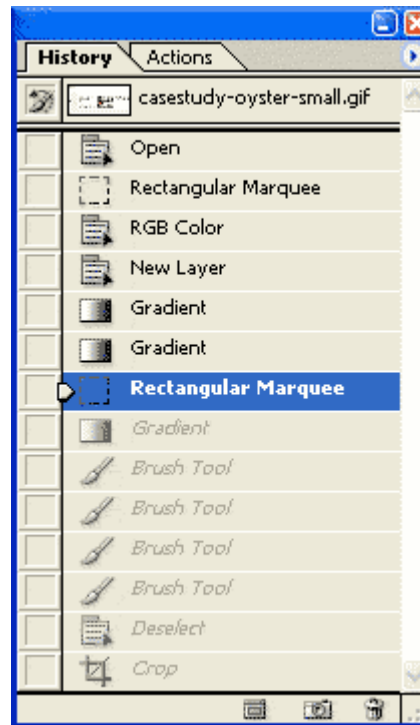 History Actions
casestudy-oyster-small.gif
Open
Rectangular Marquee
RGB Color
New Layer
Gradient
Gradient
Rectangular Marquee
Gradient
Brush Tool
Brush Tool
Brush Tool
Brush Tool
Deselect
Crop